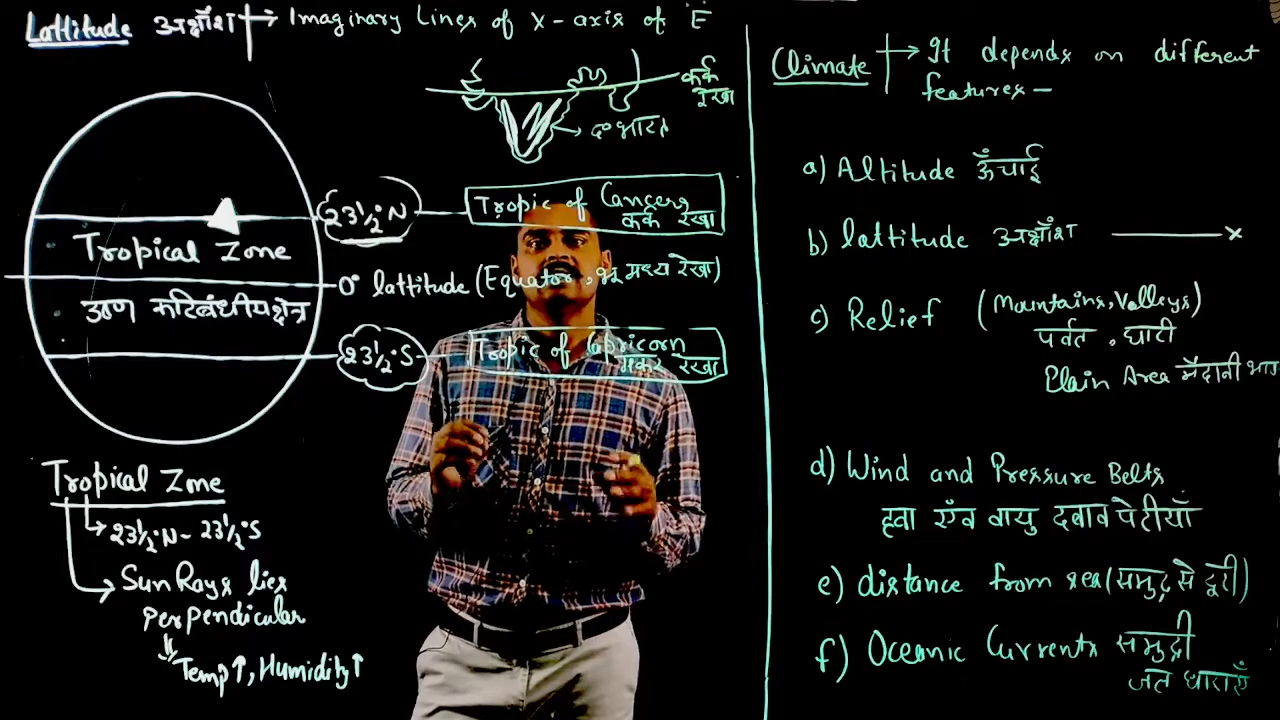 Lattitude अक्षाँश → Imaginary Lines of X-axis of E
कर्क
रेखा
द० भारत
23½° N
Tropic of Cancer
कर्क रेखा
Tropical Zone
0° lattitude (Equator, भू मध्य रेखा)
उष्ण कटिबंधीय क्षेत्र
23½° S
Tropic of Capricorn
मकर रेखा
Tropical Zone
→ 23½° N - 23½° S
→ Sun Rays lies
perpendicular
Temp ↑, Humidity ↑
Climate → It depends on different
features -
a) Altitude ऊँचाई
b) lattitude अक्षाँश ——x
c) Relief (Mountains, Valleys)
पर्वत, घाटी
Plain Area मैदानी भाग
d) Wind and Pressure Belts
हवा एंव वायु दबाव पेटीयाँ
e) distance from sea (समुद्र से दूरी)
f) Oceanic Currents समुद्री
जल धाराएँ